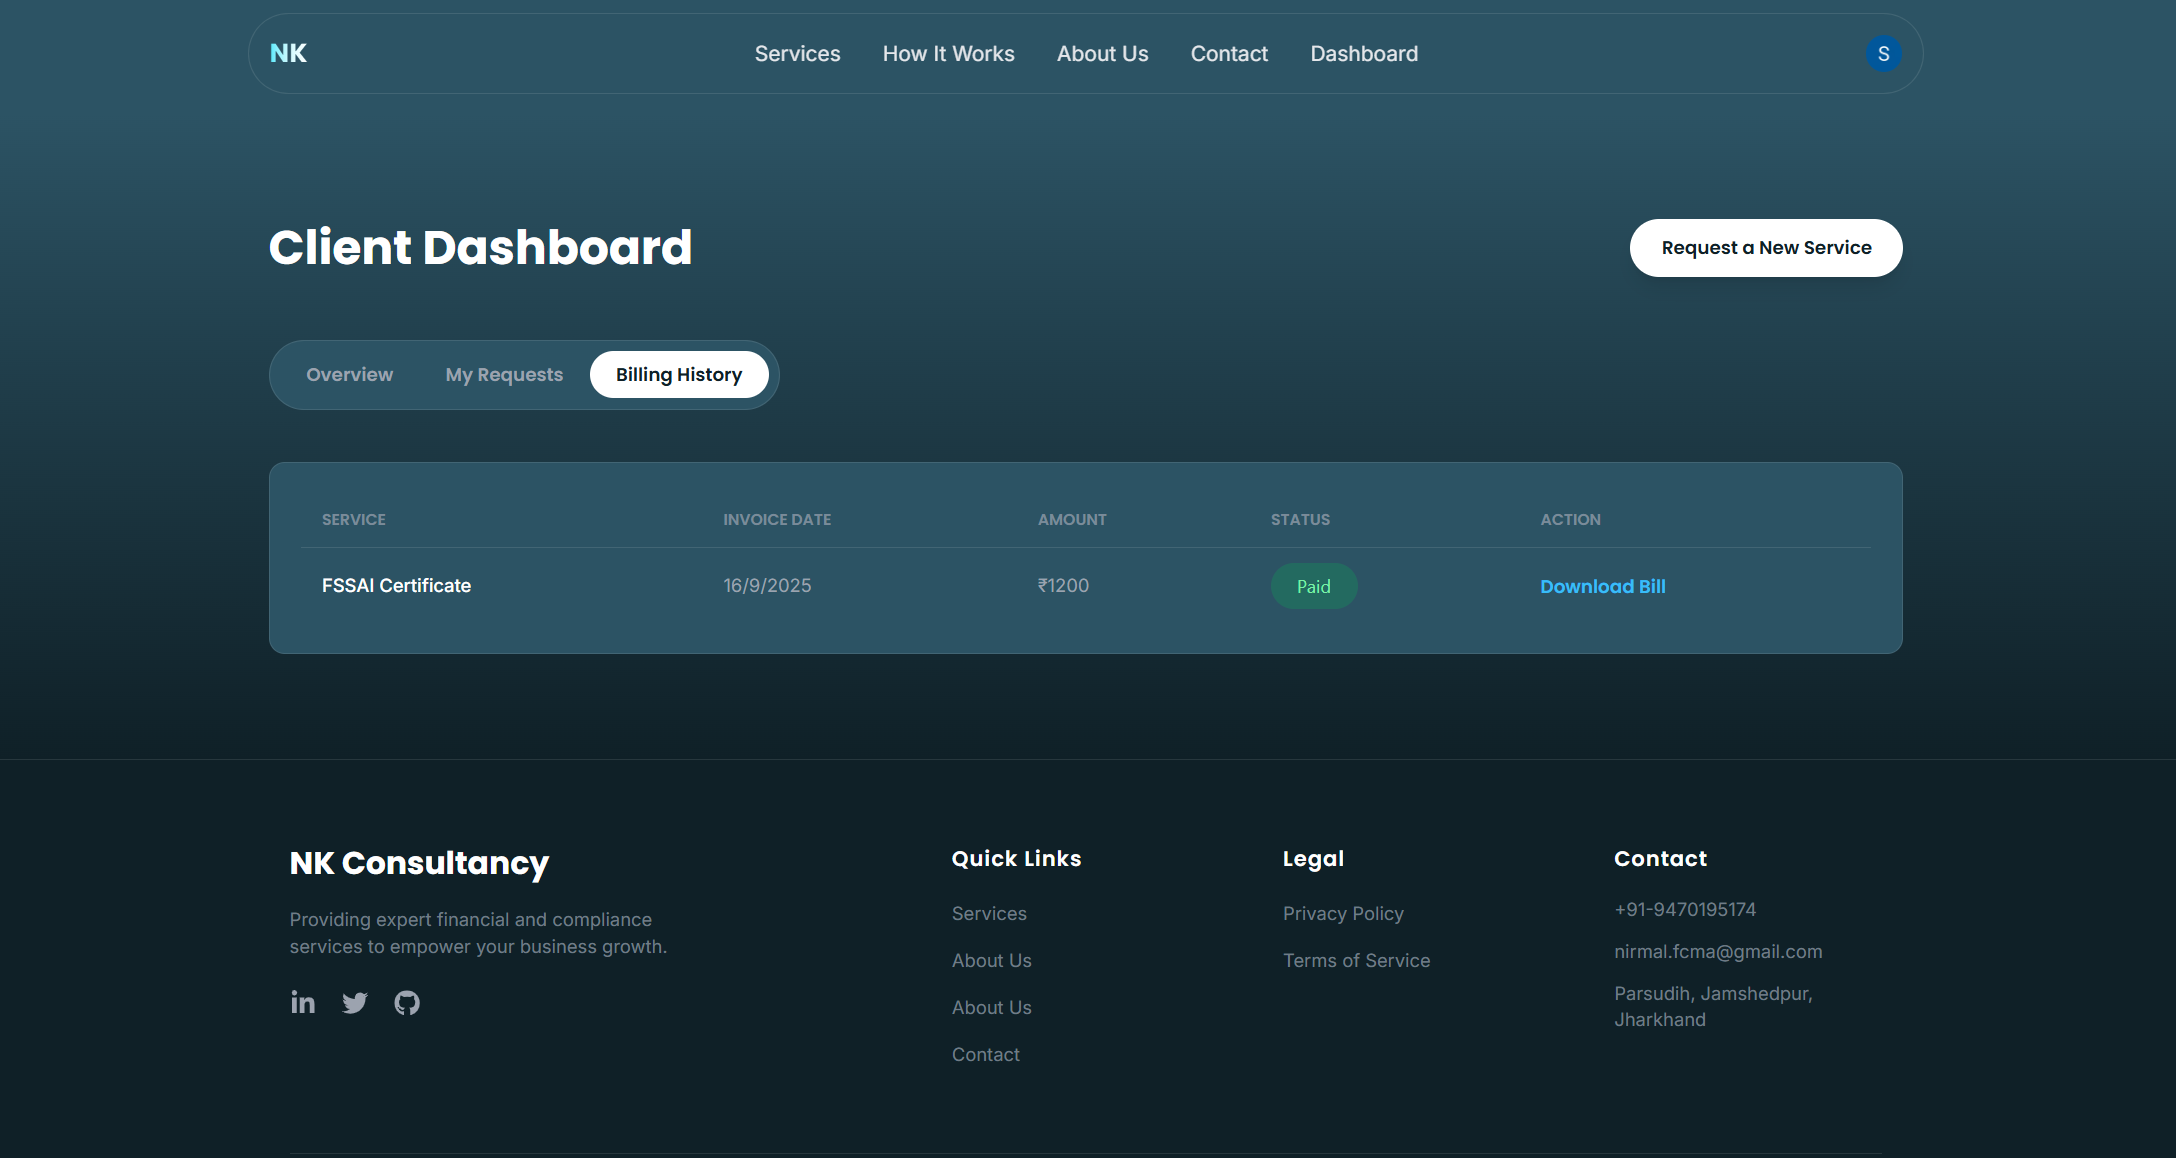 NK
Services How It Works About Us Contact Dashboard
S
Client Dashboard
Request a New Service
Overview My Requests Billing History
SERVICE INVOICE DATE AMOUNT STATUS ACTION
FSSAI Certificate 16/9/2025 ₹1200 Paid Download Bill
NK Consultancy
Providing expert financial and compliance
services to empower your business growth.
Quick Links
Services
About Us
About Us
Contact
Legal
Privacy Policy
Terms of Service
Contact
+91-9470195174
nirmal.fcma@gmail.com
Parsudih, Jamshedpur,
Jharkhand